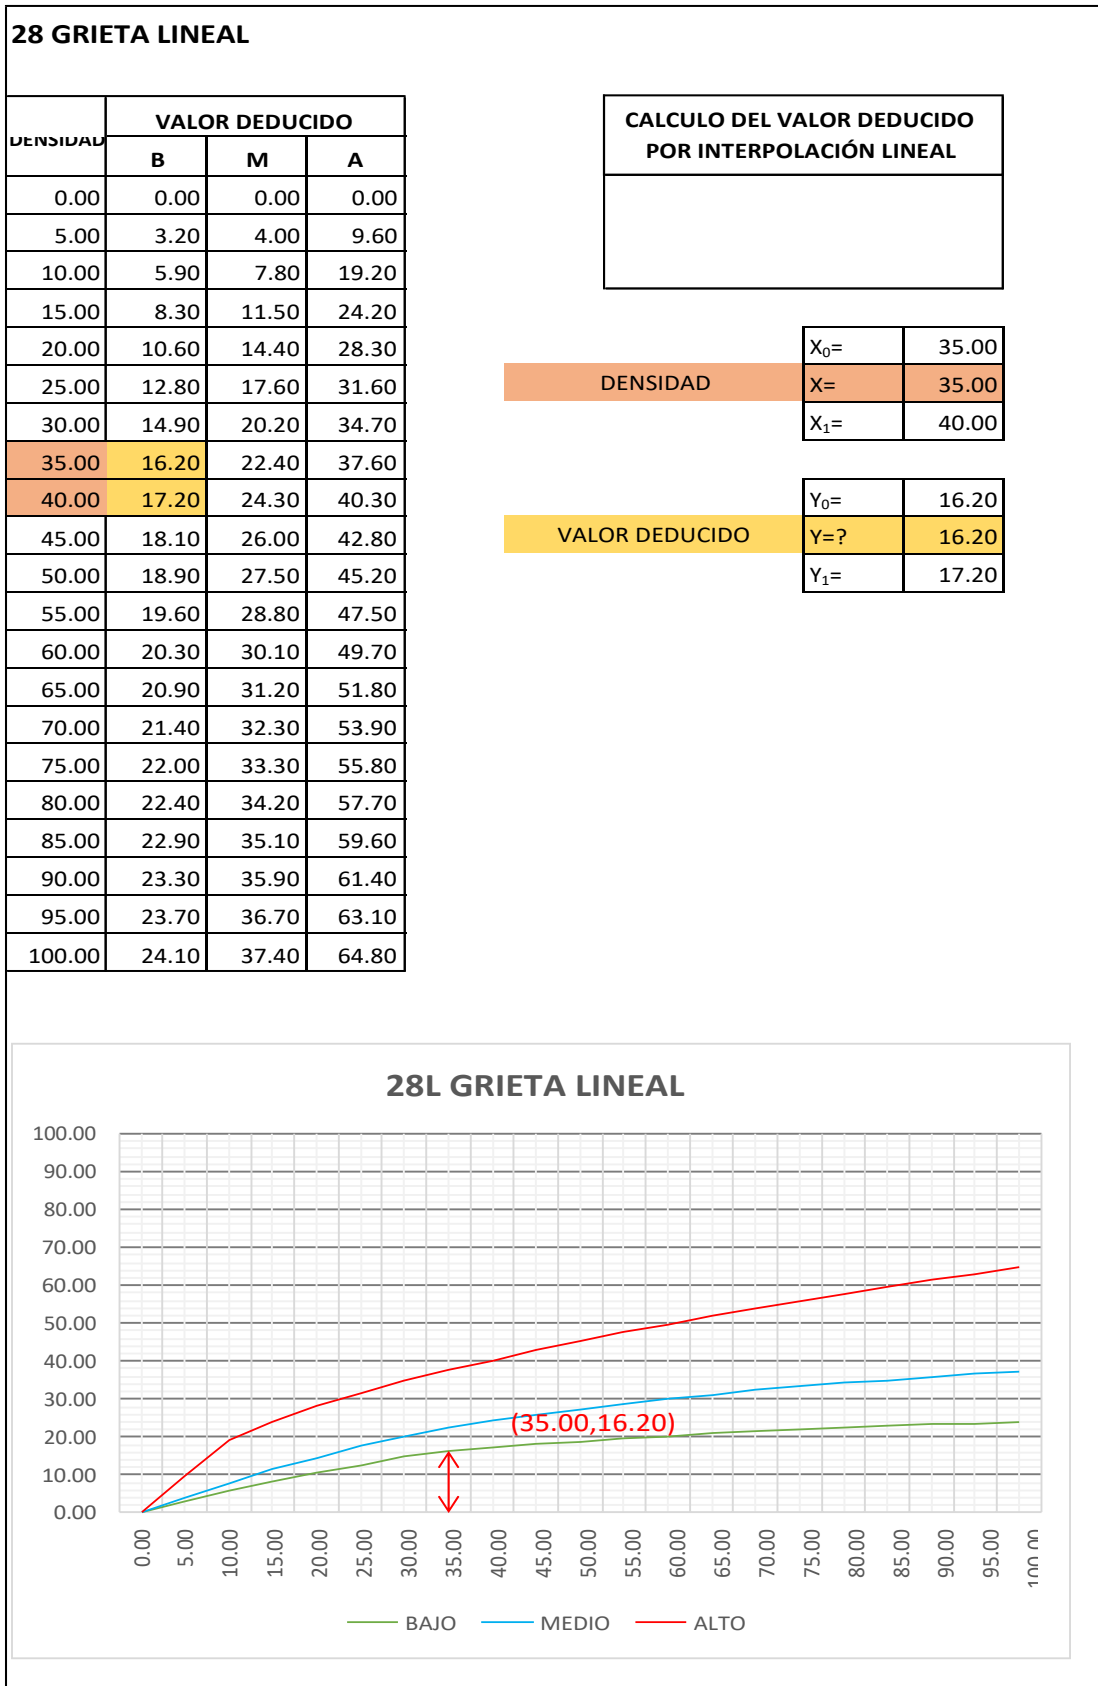 28 GRIETA LINEAL
DENSIDAD VALOR DEDUCIDO
B M A
0.00 0.00 0.00 0.00
5.00 3.20 4.00 9.60
10.00 5.90 7.80 19.20
15.00 8.30 11.50 24.20
20.00 10.60 14.40 28.30
25.00 12.80 17.60 31.60
30.00 14.90 20.20 34.70
35.00 16.20 22.40 37.60
40.00 17.20 24.30 40.30
45.00 18.10 26.00 42.80
50.00 18.90 27.50 45.20
55.00 19.60 28.80 47.50
60.00 20.30 30.10 49.70
65.00 20.90 31.20 51.80
70.00 21.40 32.30 53.90
75.00 22.00 33.30 55.80
80.00 22.40 34.20 57.70
85.00 22.90 35.10 59.60
90.00 23.30 35.90 61.40
95.00 23.70 36.70 63.10
100.00 24.10 37.40 64.80
CALCULO DEL VALOR DEDUCIDO
POR INTERPOLACIÓN LINEAL
X₀= 35.00
DENSIDAD X= 35.00
X₁= 40.00
Y₀= 16.20
VALOR DEDUCIDO Y=? 16.20
Y₁= 17.20
28L GRIETA LINEAL
100.00
90.00
80.00
70.00
60.00
50.00
40.00
30.00
20.00
10.00
0.00
(35.00,16.20)
0.00 5.00 10.00 15.00 20.00 25.00 30.00 35.00 40.00 45.00 50.00 55.00 60.00 65.00 70.00 75.00 80.00 85.00 90.00 95.00 100.00
BAJO MEDIO ALTO